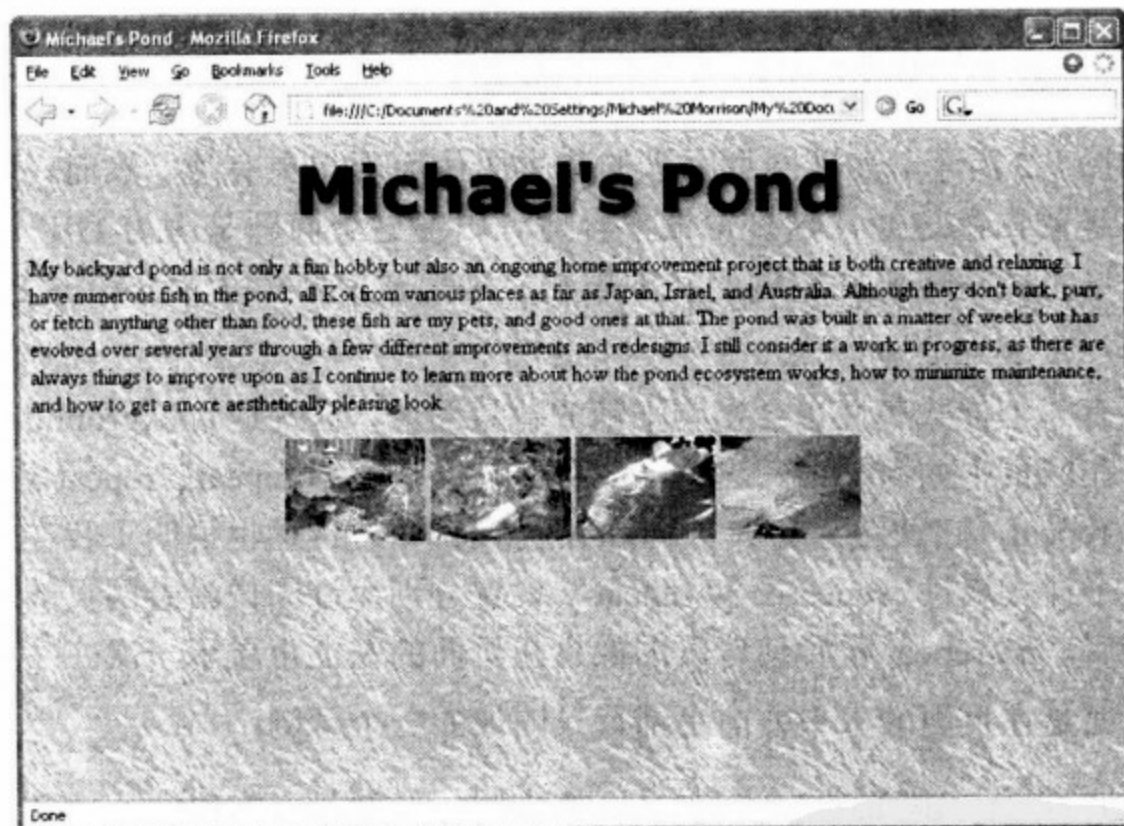 Michael's Pond - Mozilla Firefox
File Edit View Go Bookmarks Tools Help
file:///C:/Documents%20and%20Settings/Michael%20Morrison/My%20Docu Go G
Michael's Pond
My backyard pond is not only a fun hobby but also an ongoing home improvement project that is both creative and relaxing. I
have numerous fish in the pond, all Koi from various places as far as Japan, Israel, and Australia. Although they don't bark, purr,
or fetch anything other than food, these fish are my pets, and good ones at that. The pond was built in a matter of weeks but has
evolved over several years through a few different improvements and redesigns. I still consider it a work in progress, as there are
always things to improve upon as I continue to learn more about how the pond ecosystem works, how to minimize maintenance,
and how to get a more aesthetically pleasing look.
Done